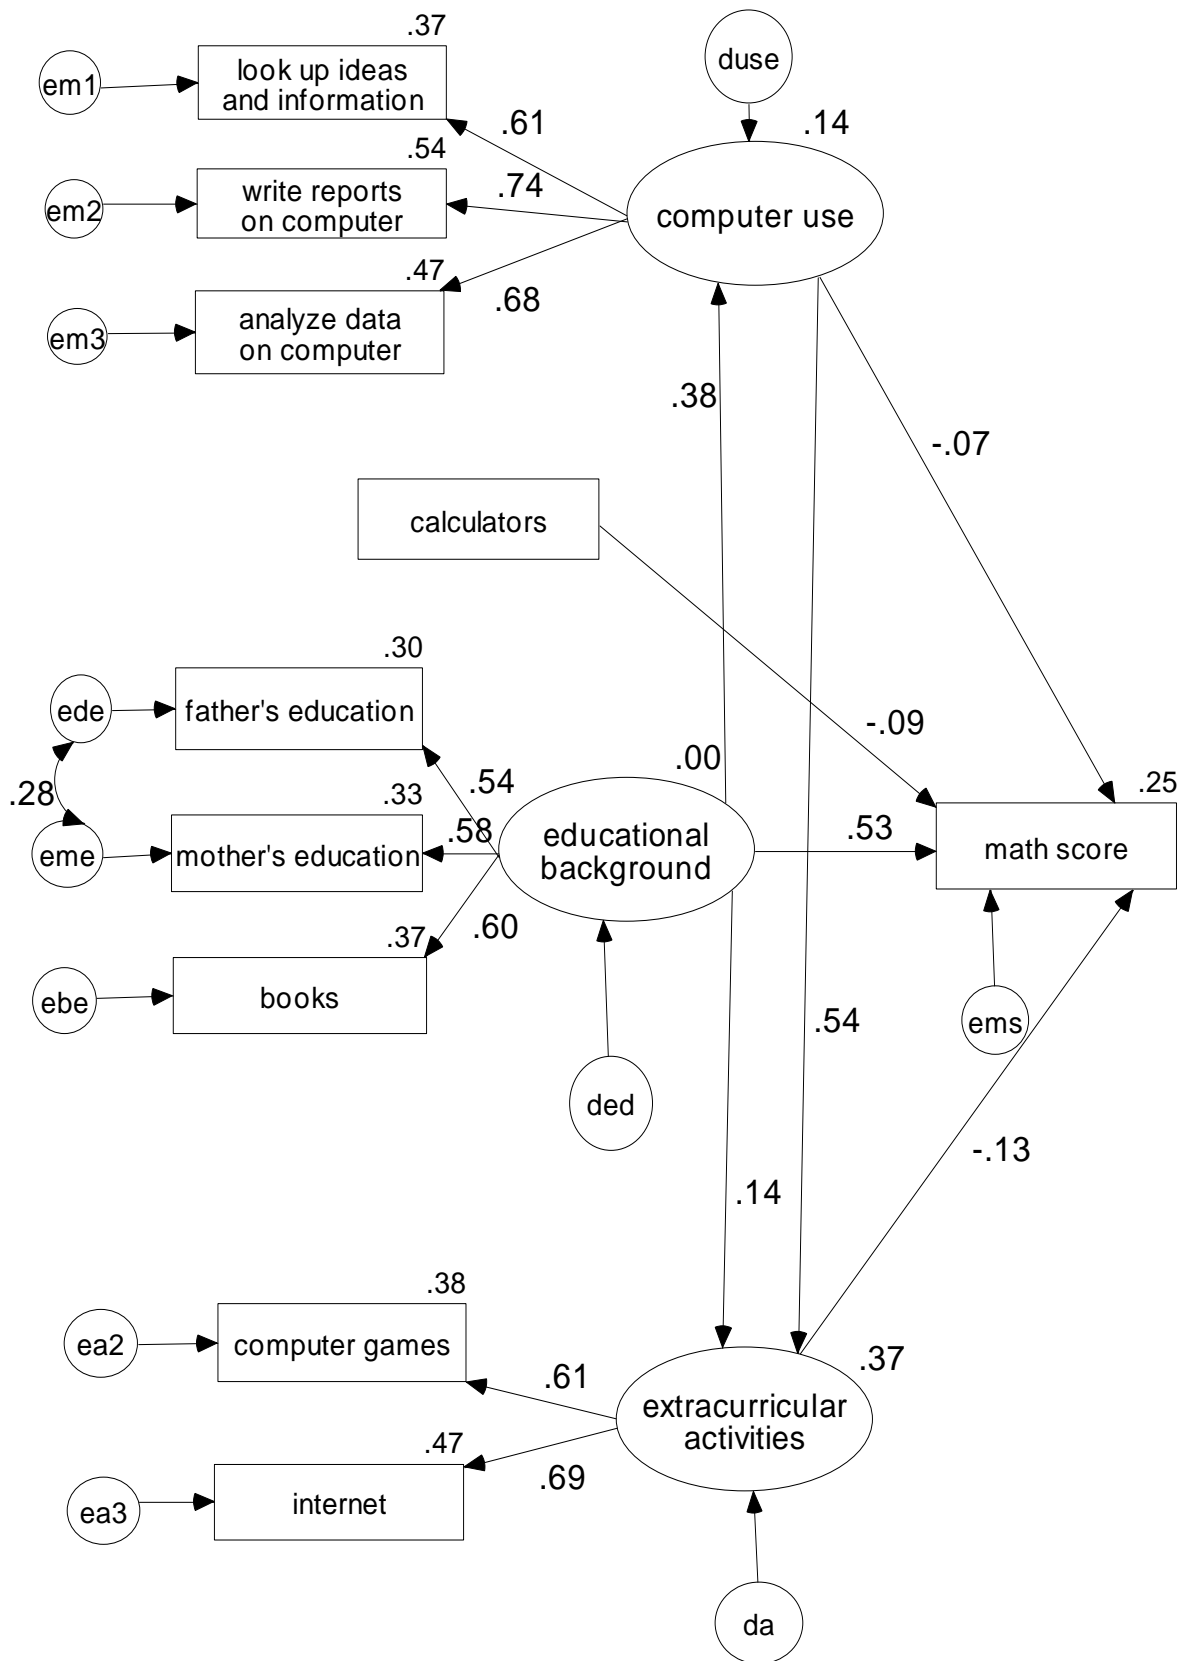 .37
duse
em1
look up ideas
and information
.61
.14
.54
em2
write reports
on computer
.74
computer use
.47
.68
em3
analyze data
on computer
.38
-.07
calculators
.30
ede
father's education
-.09
.00
.54
.28
.33
.25
eme
mother's education
.58
educational
background
.53
math score
.37
.60
ebe
books
.54
ems
ded
-.13
.14
.38
ea2
computer games
.61
.37
extracurricular
activities
.47
.69
ea3
internet
da